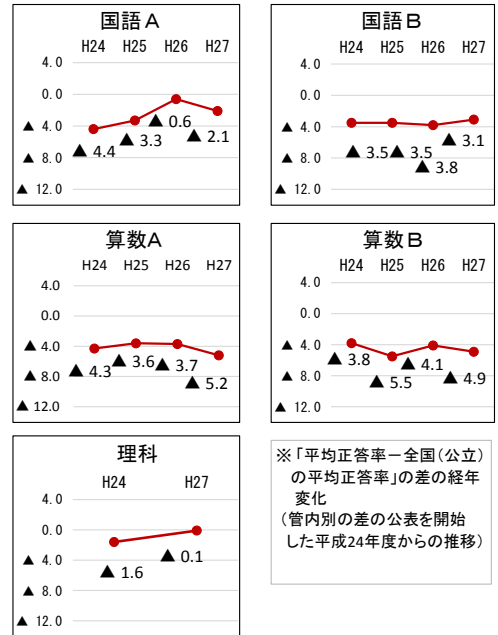 国語A
H24 H25 H26 H27
4.0
0.0
▲ 4.0
▲ 8.0
▲ 12.0
▲ 4.4
▲ 3.3
▲ 0.6
▲ 2.1
国語B
H24 H25 H26 H27
4.0
0.0
▲ 4.0
▲ 8.0
▲ 12.0
▲ 3.5
▲ 3.5
▲ 3.8
▲ 3.1
算数A
H24 H25 H26 H27
4.0
0.0
▲ 4.0
▲ 8.0
▲ 12.0
▲ 4.3
▲ 3.6
▲ 3.7
▲ 5.2
算数B
H24 H25 H26 H27
4.0
0.0
▲ 4.0
▲ 8.0
▲ 12.0
▲ 3.8
▲ 5.5
▲ 4.1
▲ 4.9
理科
H24 H27
4.0
0.0
▲ 4.0
▲ 8.0
▲ 12.0
▲ 1.6
▲ 0.1
※「平均正答率－全国(公立)
の平均正答率」の差の経年
変化
(管内別の差の公表を開始
した平成24年度からの推移)